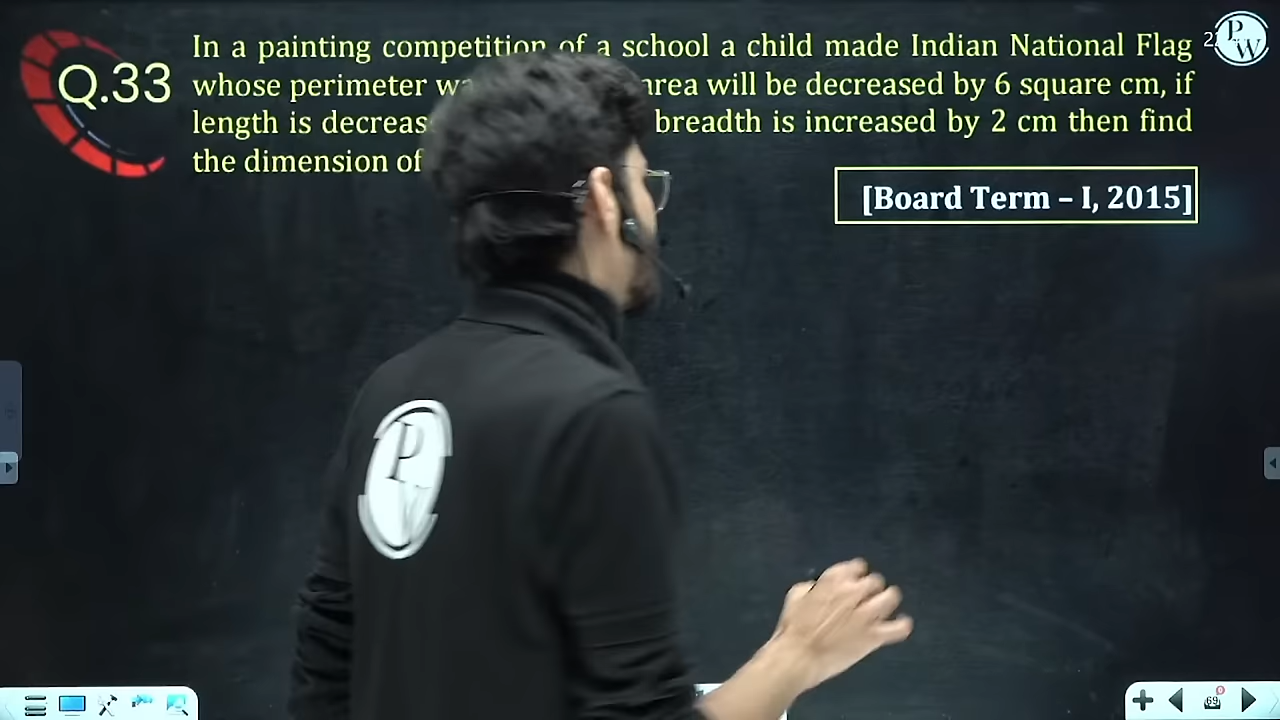 Q.33
In a painting competition of a school a child made Indian National Flag
whose perimeter area will be decreased by 6 square cm, if
length is breadth is increased by 2 cm then find
the dimension of
[Board Term – I, 2015]
PW
P
69